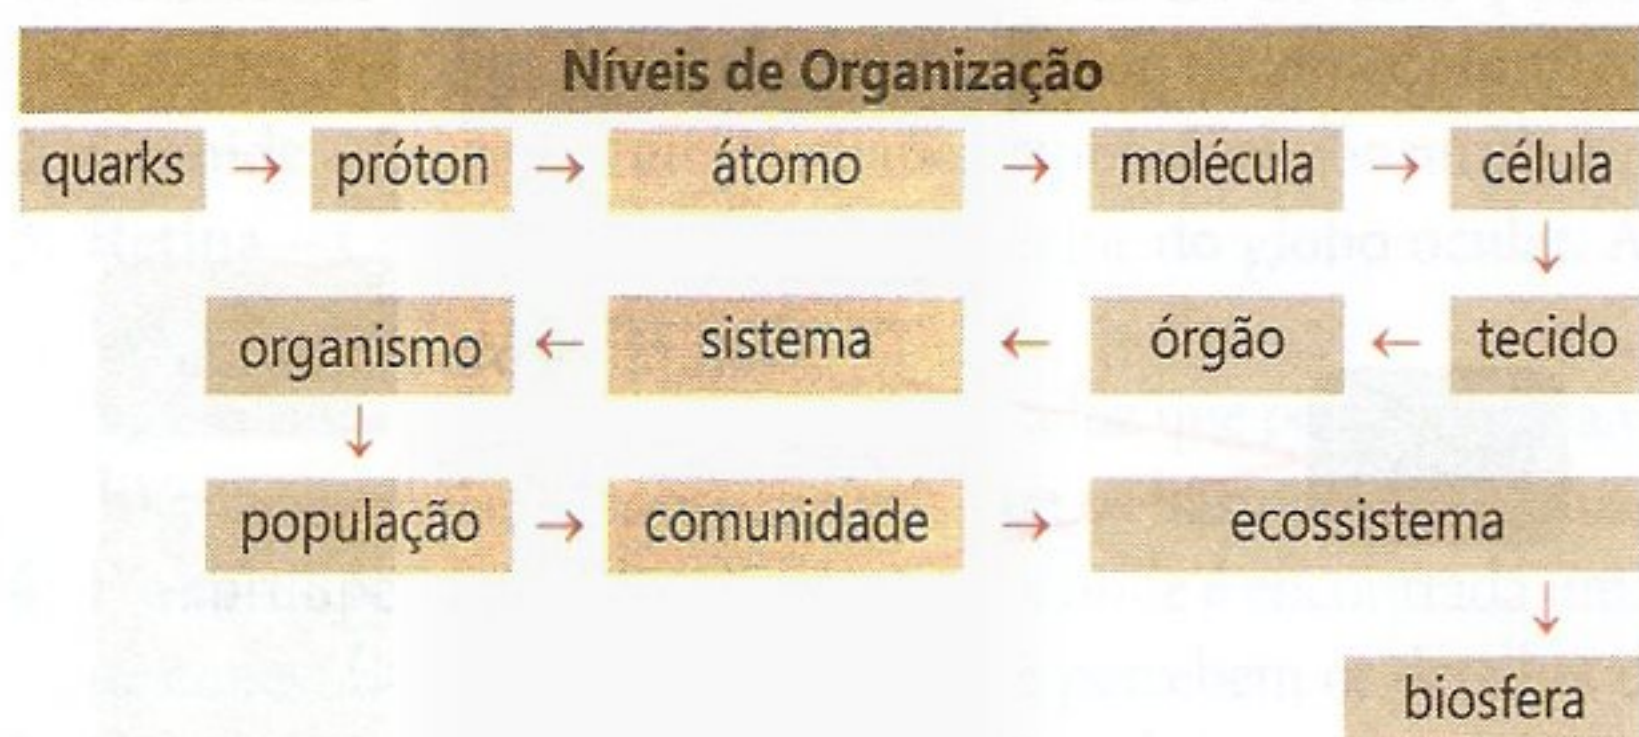 Níveis de Organização
quarks → próton → átomo → molécula → célula
↓
organismo ← sistema ← órgão ← tecido
↓
população → comunidade → ecossistema
↓
biosfera